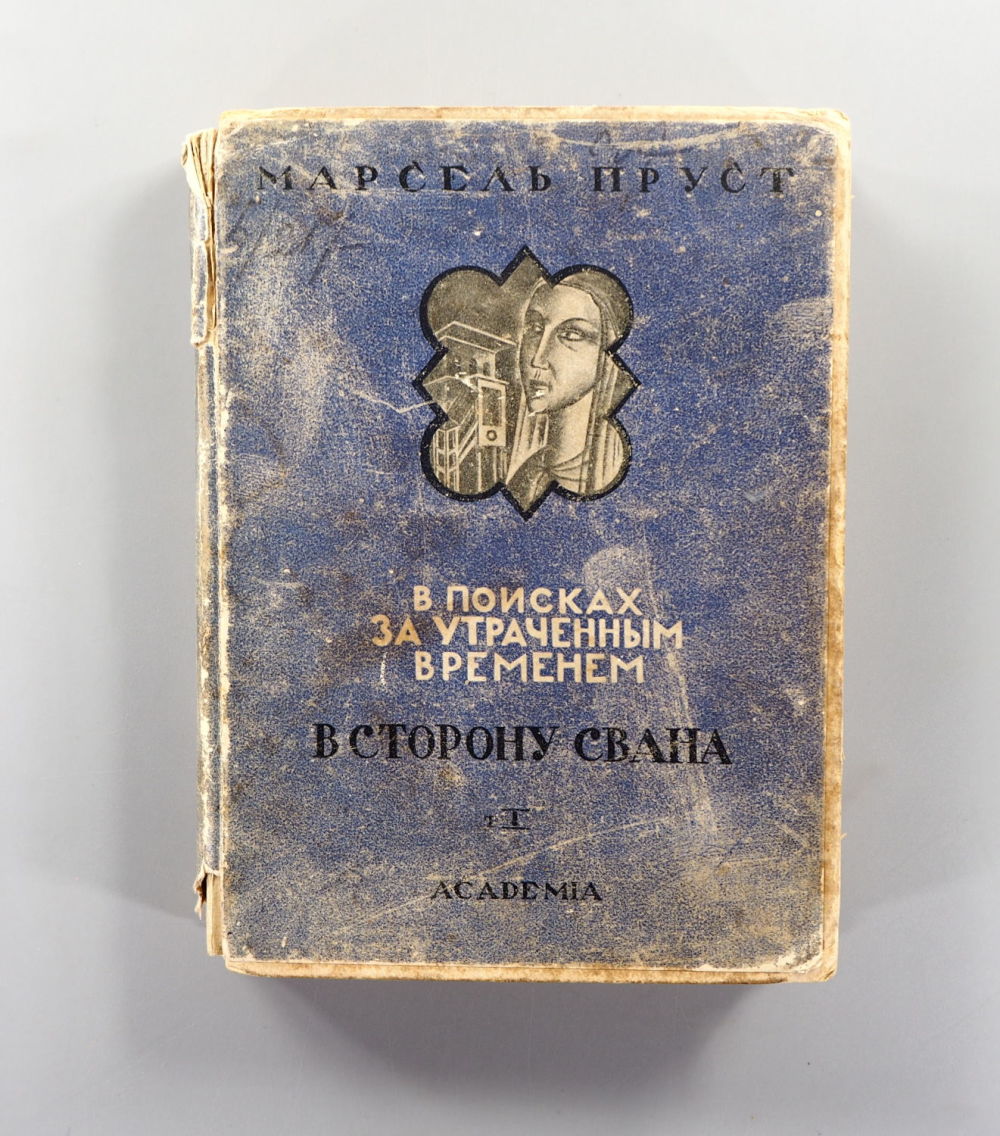 МАРСЕЛЬ ПРУСТ
В ПОИСКАХ
ЗА УТРАЧЕННЫМ
ВРЕМЕНЕМ
В СТОРОНУ СВАНА
т I
ACADEMiA